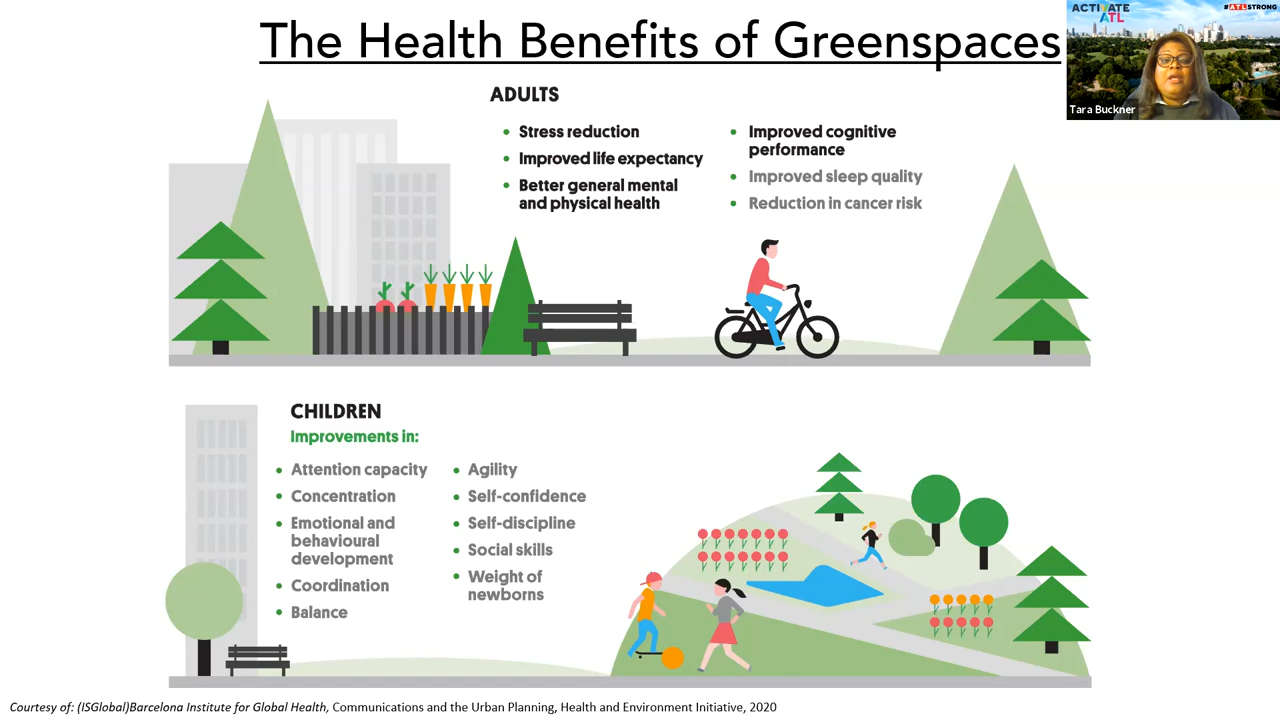 The Health Benefits of Greenspaces
ACTIVATE
ATL
#ATLSTRONG
Tara Buckner
ADULTS
• Stress reduction
• Improved life expectancy
• Better general mental
and physical health
• Improved cognitive
performance
• Improved sleep quality
• Reduction in cancer risk
CHILDREN
Improvements in:
• Attention capacity
• Concentration
• Emotional and
behavioural
development
• Coordination
• Balance
• Agility
• Self-confidence
• Self-discipline
• Social skills
• Weight of
newborns
Courtesy of: (ISGlobal)Barcelona Institute for Global Health, Communications and the Urban Planning, Health and Environment Initiative, 2020